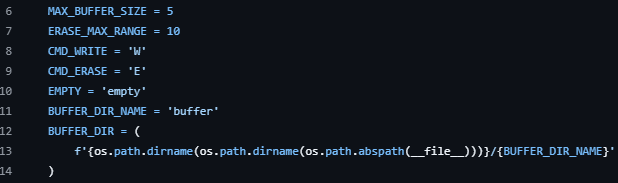 6 MAX_BUFFER_SIZE = 5
7 ERASE_MAX_RANGE = 10
8 CMD_WRITE = 'W'
9 CMD_ERASE = 'E'
10 EMPTY = 'empty'
11 BUFFER_DIR_NAME = 'buffer'
12 BUFFER_DIR = (
13 f'{os.path.dirname(os.path.dirname(os.path.abspath(__file__)))}/{BUFFER_DIR_NAME}'
14 )